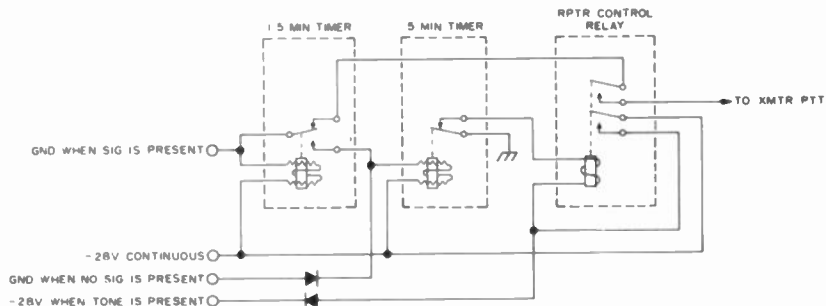 1 5 MIN TIMER
5 MIN TIMER
RPTR CONTROL
RELAY
TO XMTR PTT
GND WHEN SIG IS PRESENT
-28V CONTINUOUS
GND WHEN NO SIG IS PRESENT
-28V WHEN TONE IS PRESENT